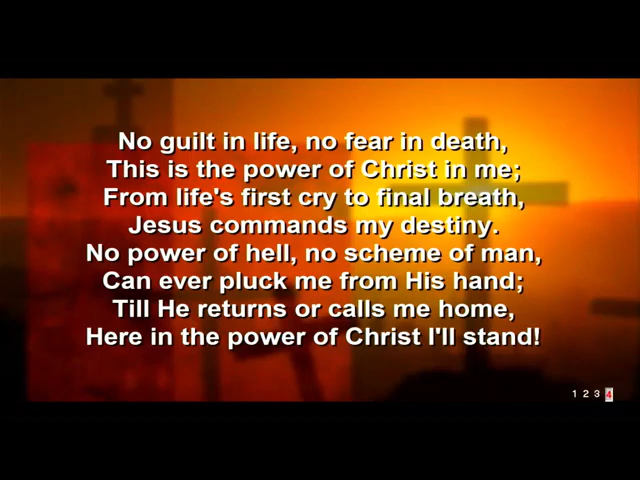 No guilt in life, no fear in death,
This is the power of Christ in me;
From life's first cry to final breath,
Jesus commands my destiny.
No power of hell, no scheme of man,
Can ever pluck me from His hand;
Till He returns or calls me home,
Here in the power of Christ I'll stand!
1 2 3 4